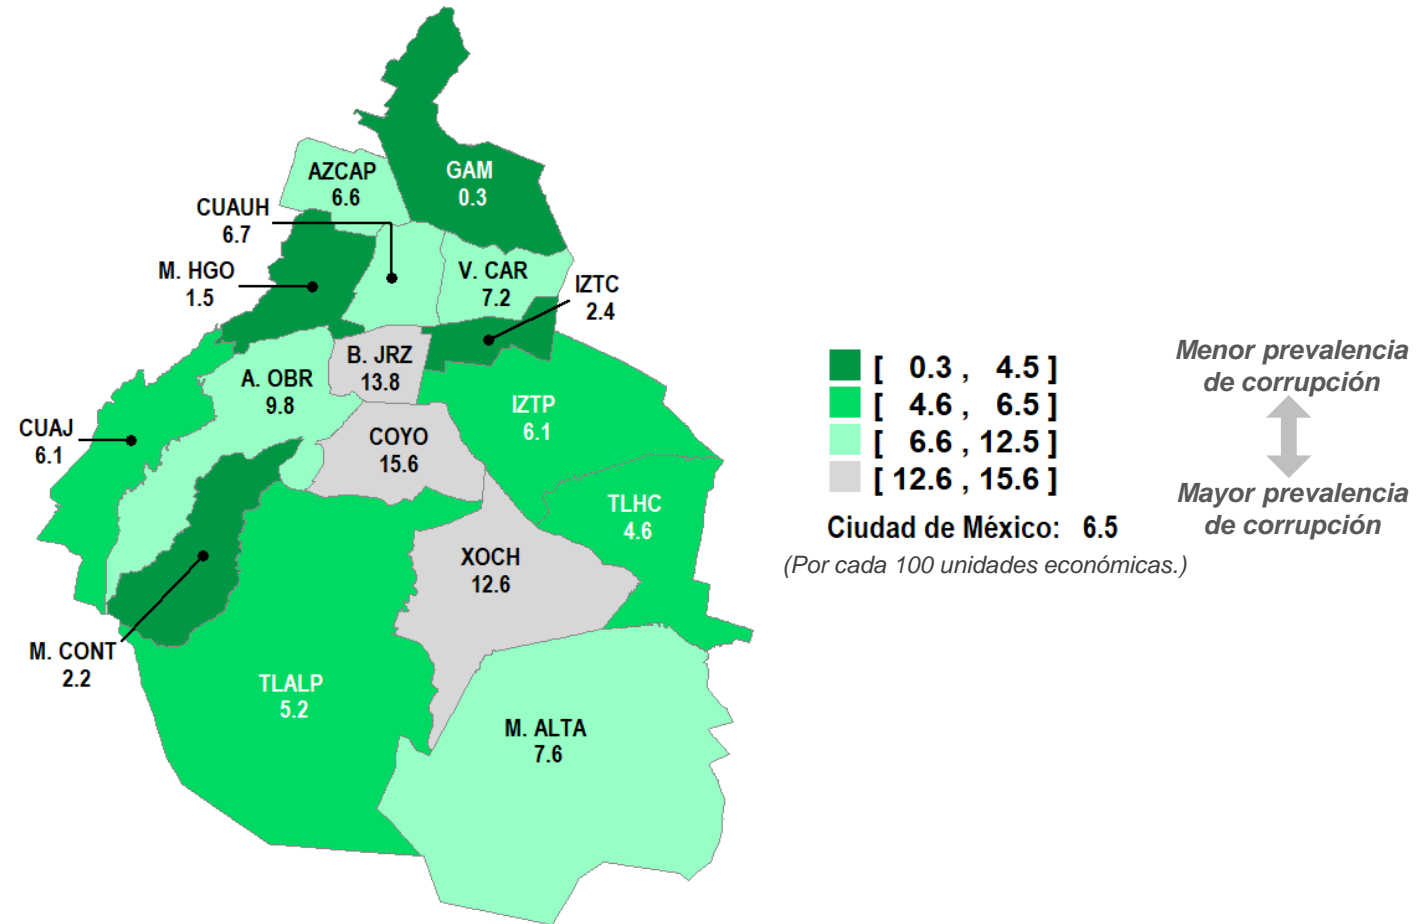 AZCAP
6.6
GAM
0.3
CUAUH
6.7
M. HGO
1.5
V. CAR
7.2
IZTC
2.4
B. JRZ
13.8
A. OBR
9.8
IZTP
6.1
CUAJ
6.1
COYO
15.6
TLHC
4.6
XOCH
12.6
M. CONT
2.2
TLALP
5.2
M. ALTA
7.6
[ 0.3 , 4.5 ]
[ 4.6 , 6.5 ]
[ 6.6 , 12.5 ]
[ 12.6 , 15.6 ]
Ciudad de México: 6.5
(Por cada 100 unidades económicas.)
Menor prevalencia
de corrupción
Mayor prevalencia
de corrupción